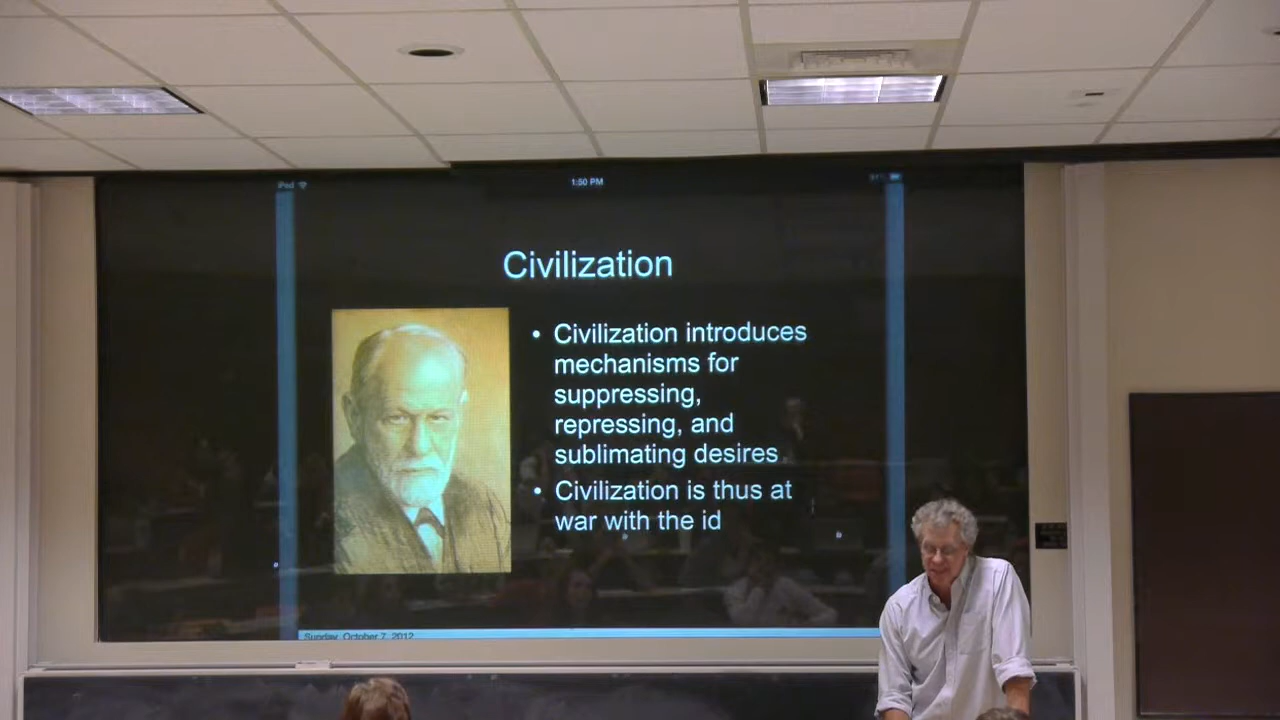 iPod
1:50 PM
Civilization
• Civilization introduces
mechanisms for
suppressing,
repressing, and
sublimating desires
• Civilization is thus at
war with the id
Sunday, October 7, 2012